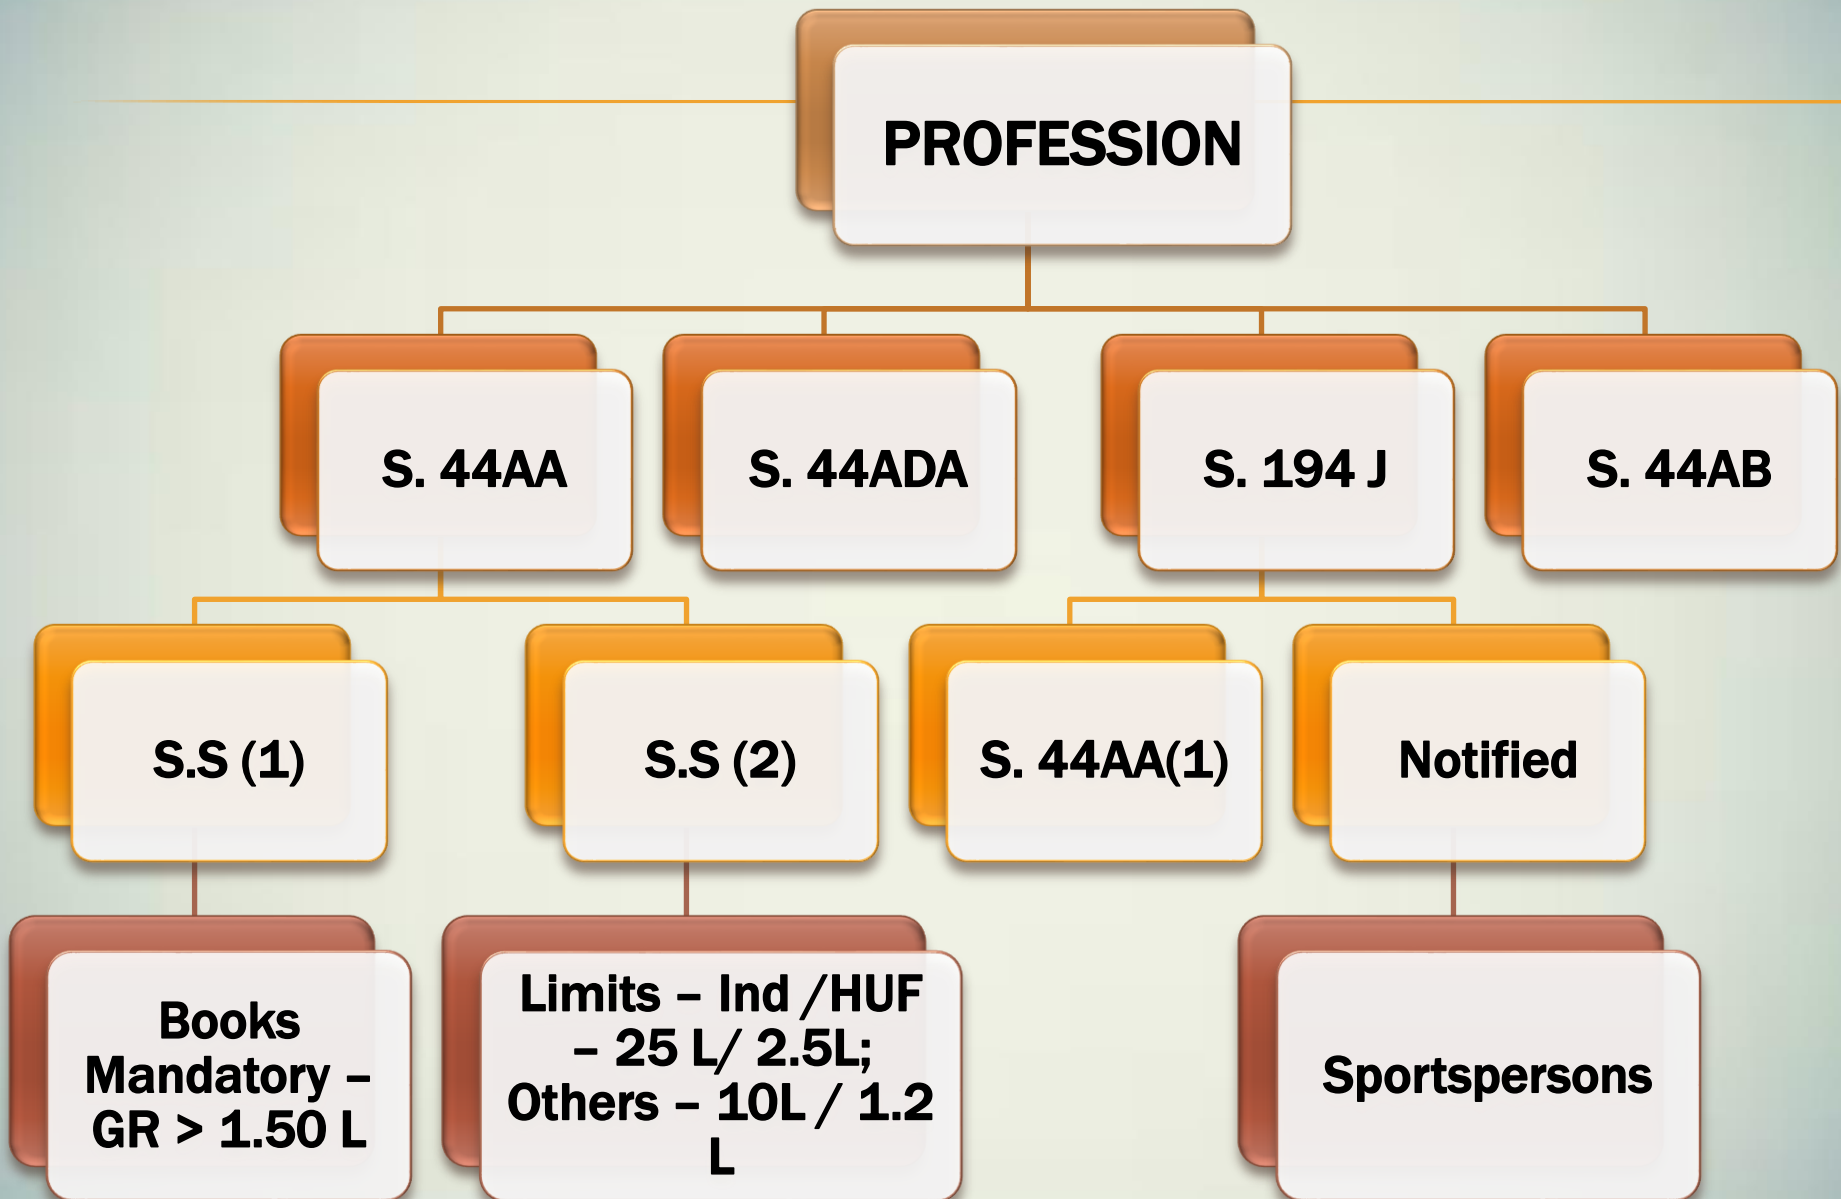 PROFESSION
S. 44AA
S. 44ADA
S. 194 J
S. 44AB
S.S (1)
S.S (2)
S. 44AA(1)
Notified
Books
Mandatory –
GR > 1.50 L
Limits – Ind /HUF
– 25 L/ 2.5L;
Others – 10L / 1.2
L
Sportspersons